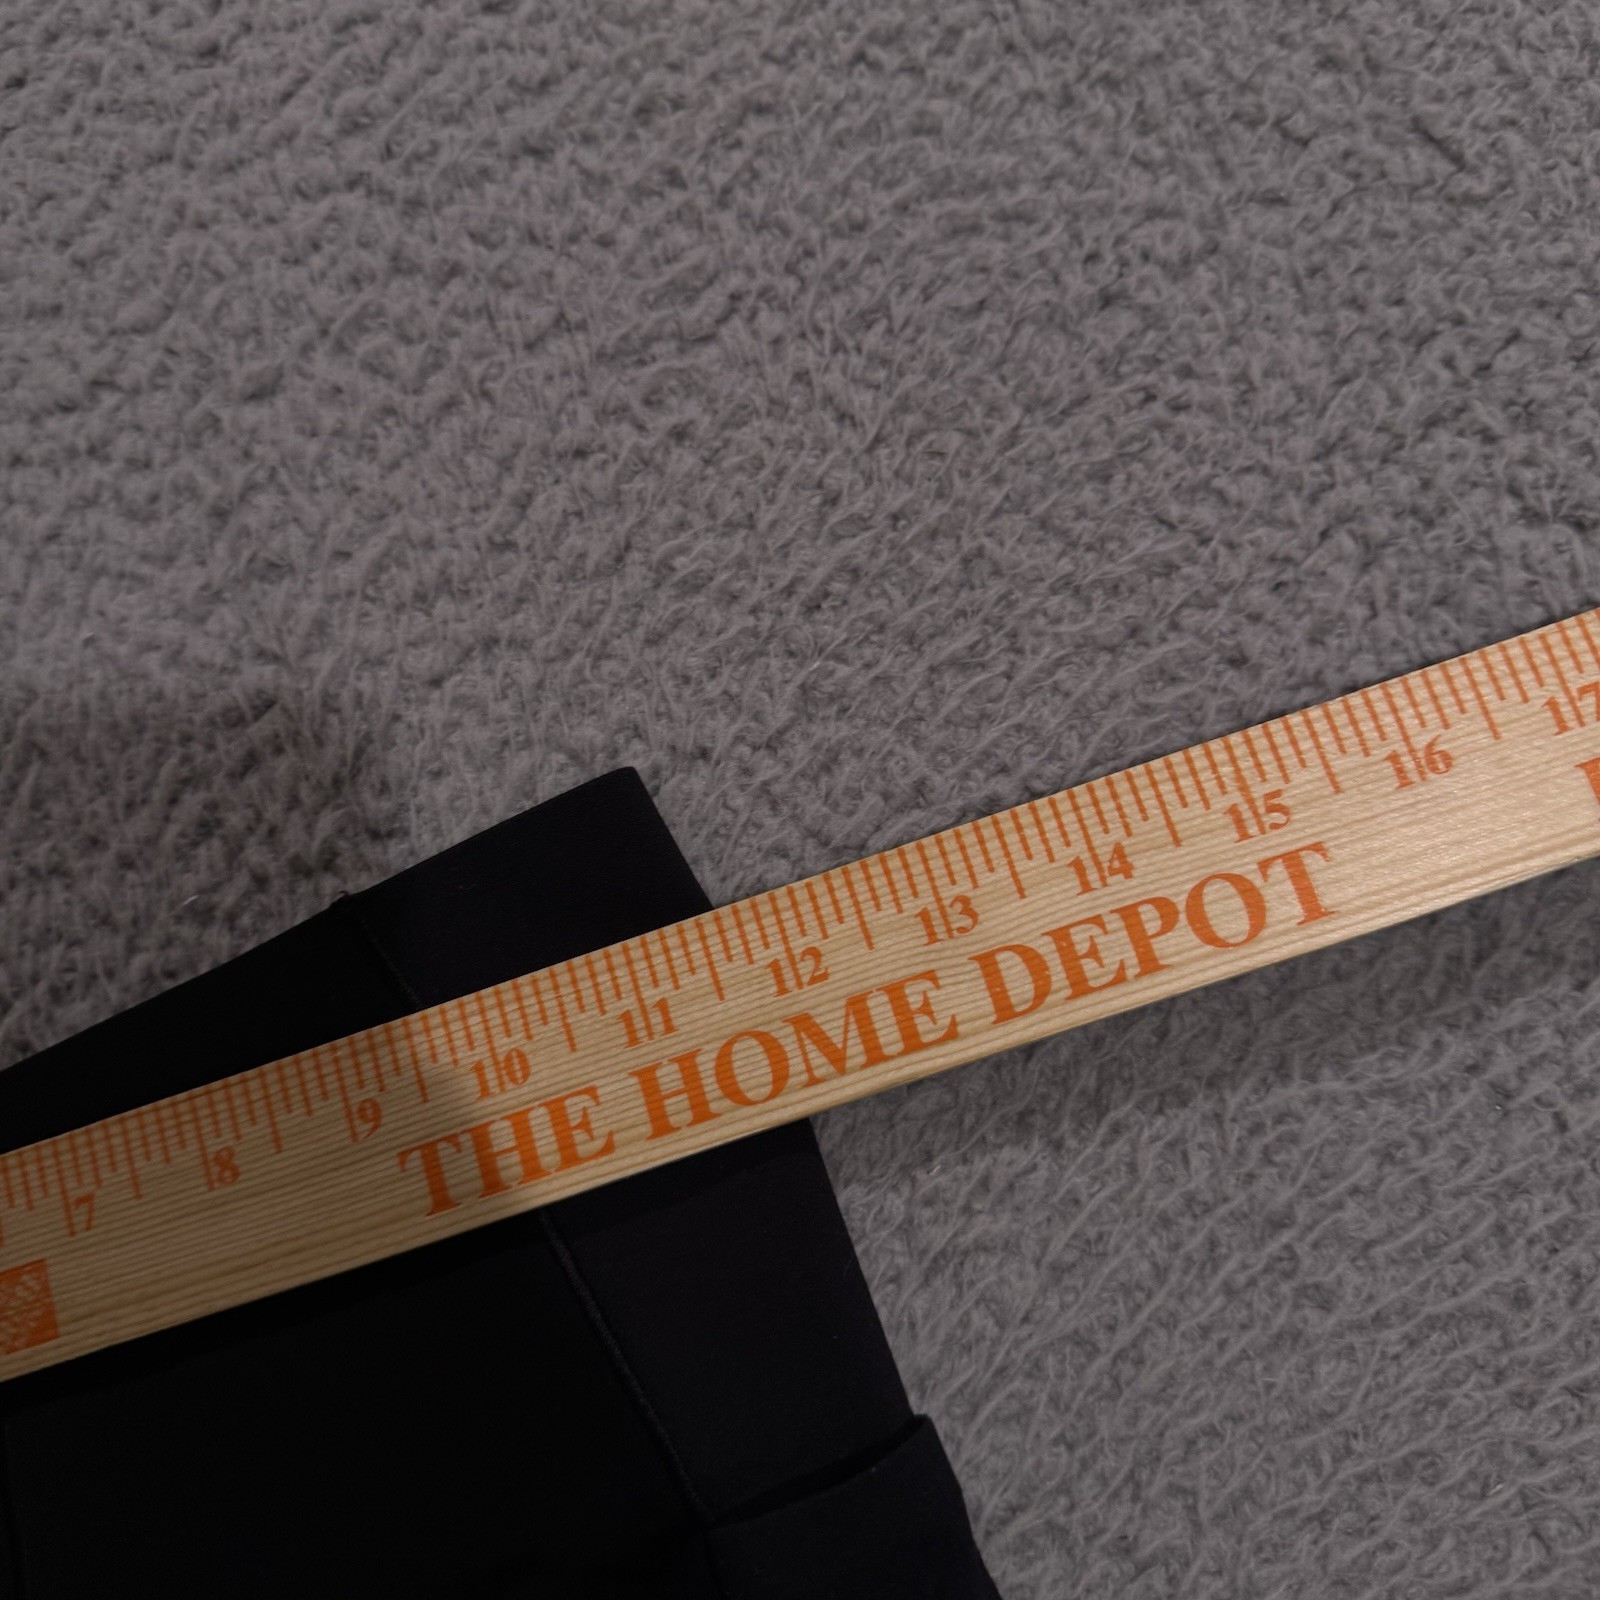 7 8 9 10 11 12 13 14 15 16 17
THE HOME DEPOT